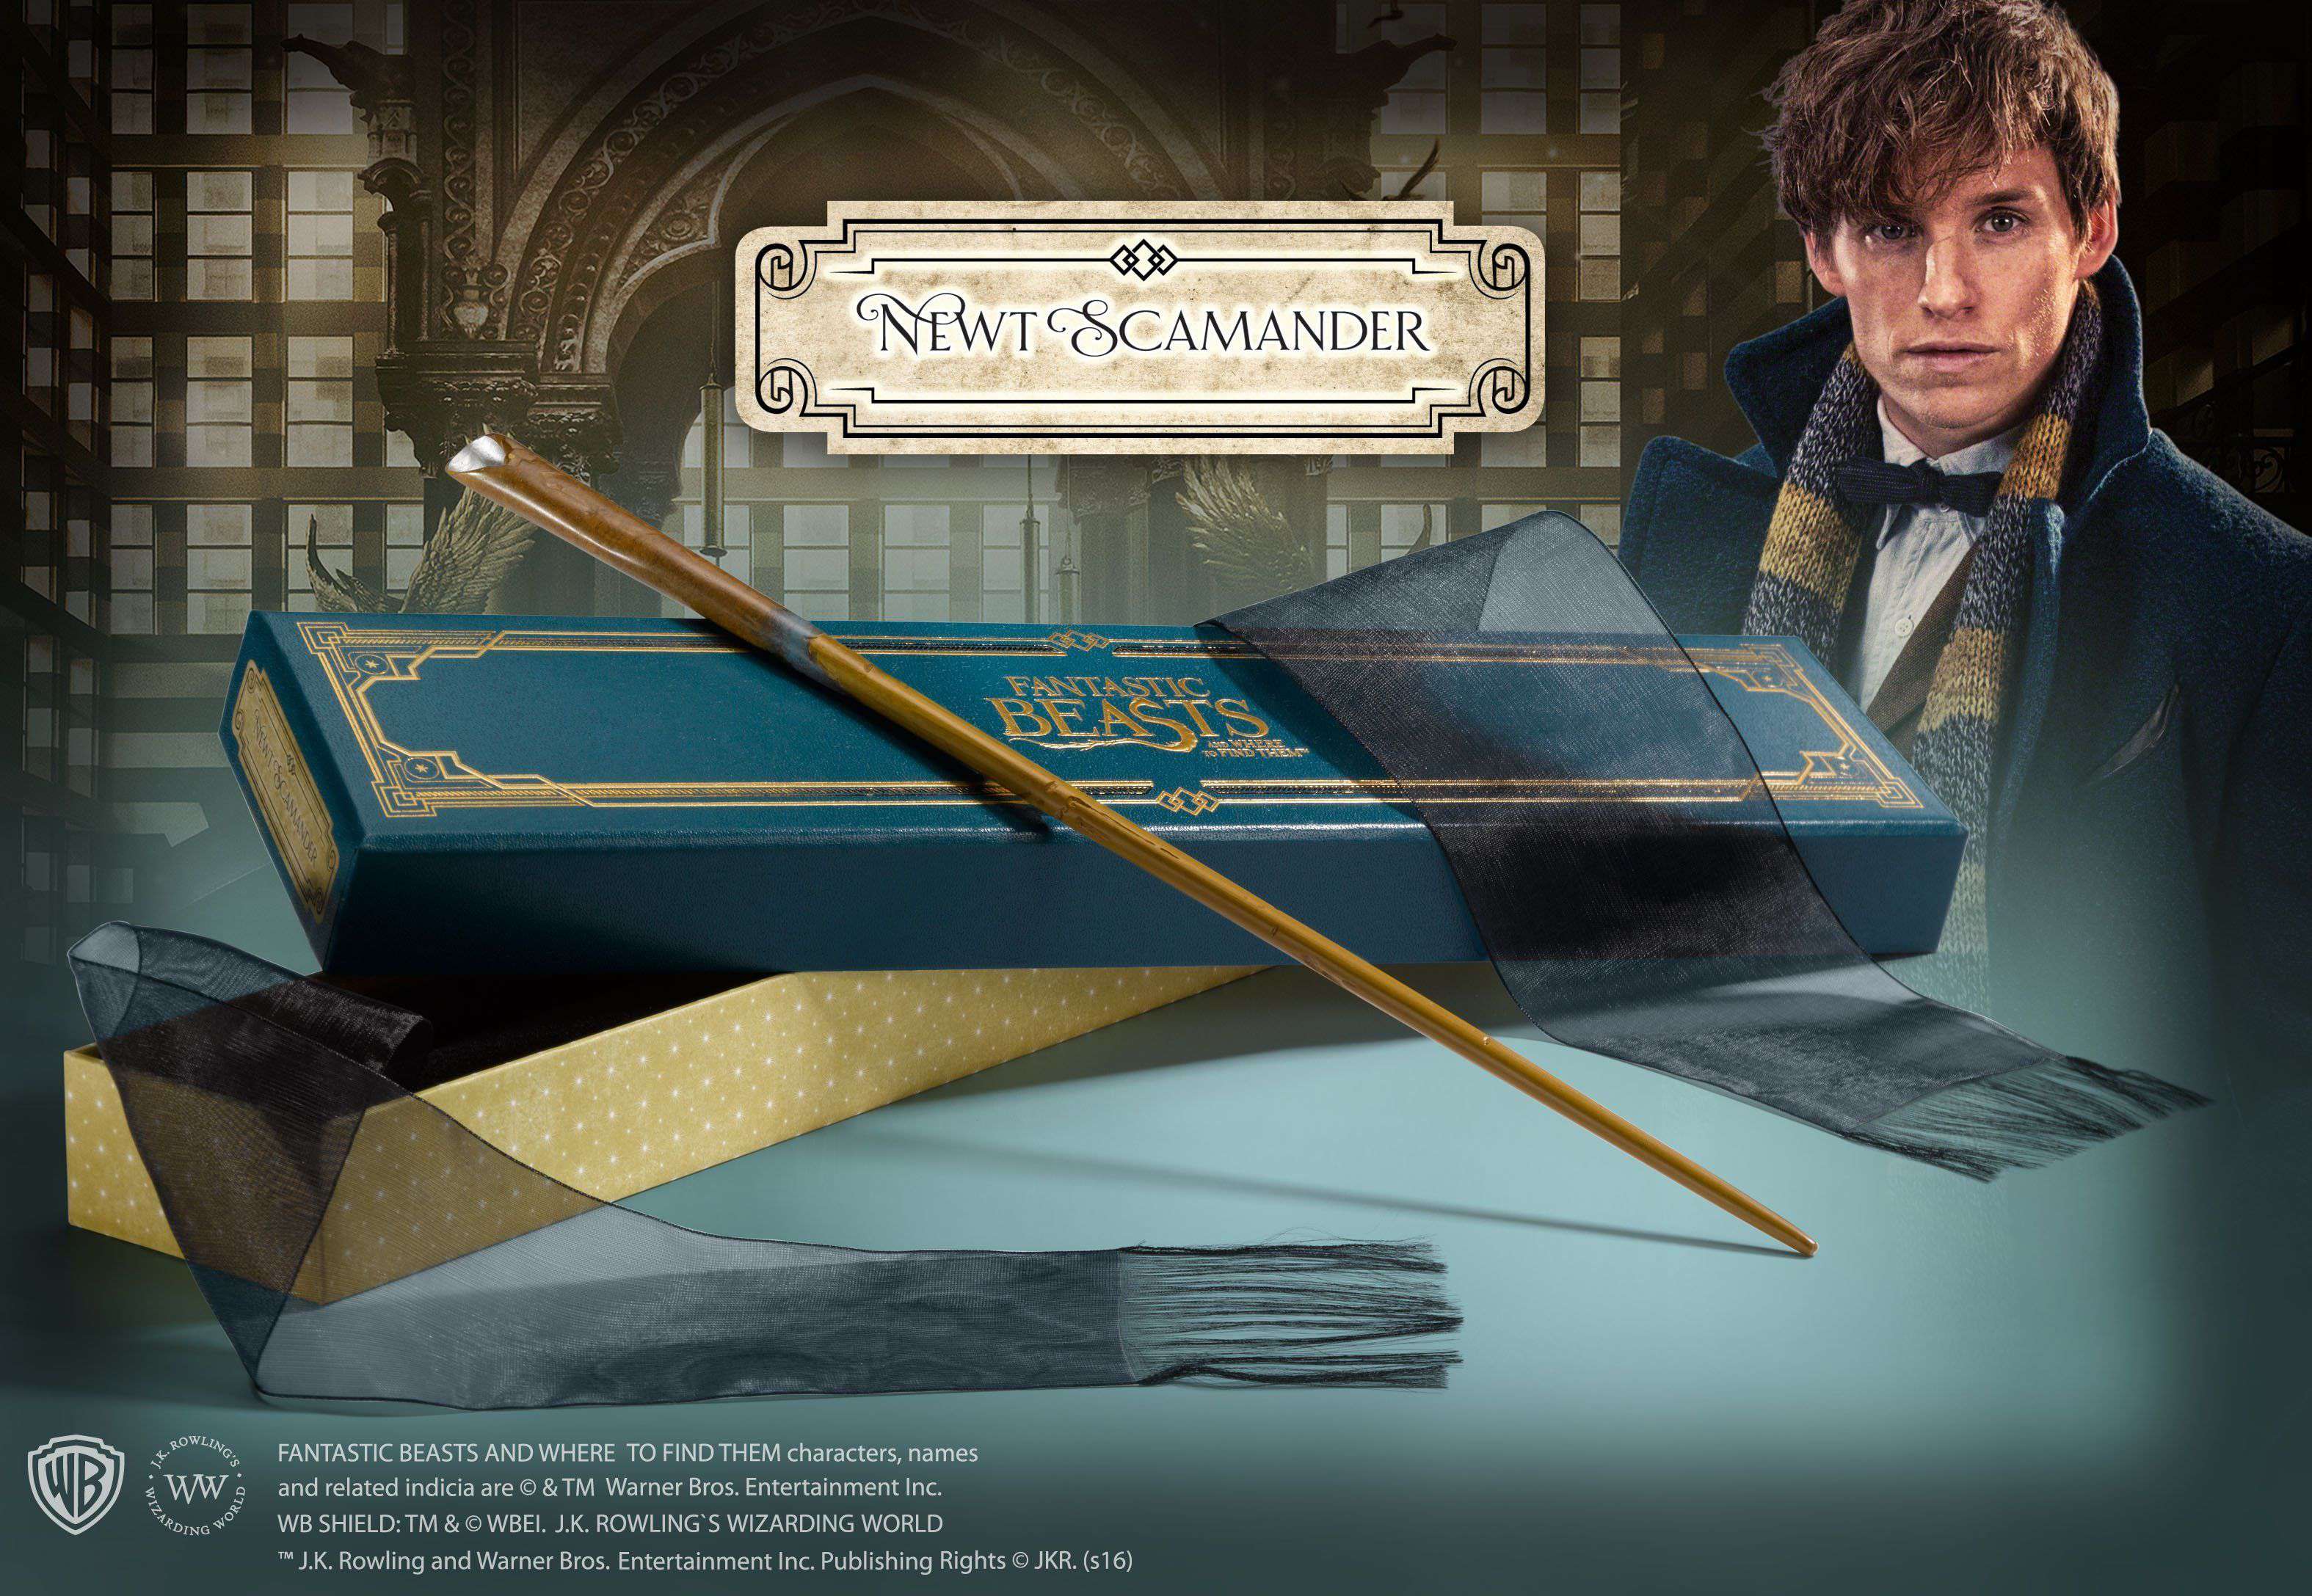 NEWT SCAMANDER
FANTASTIC
BEASTS
AND WHERE
TO FIND THEM™
NEWT SCAMANDER
WB
J.K. ROWLING'S
WW
WIZARDING WORLD
FANTASTIC BEASTS AND WHERE TO FIND THEM characters, names
and related indicia are © & TM Warner Bros. Entertainment Inc.
WB SHIELD: TM & © WBEI. J.K. ROWLING`S WIZARDING WORLD
™ J.K. Rowling and Warner Bros. Entertainment Inc. Publishing Rights © JKR. (s16)